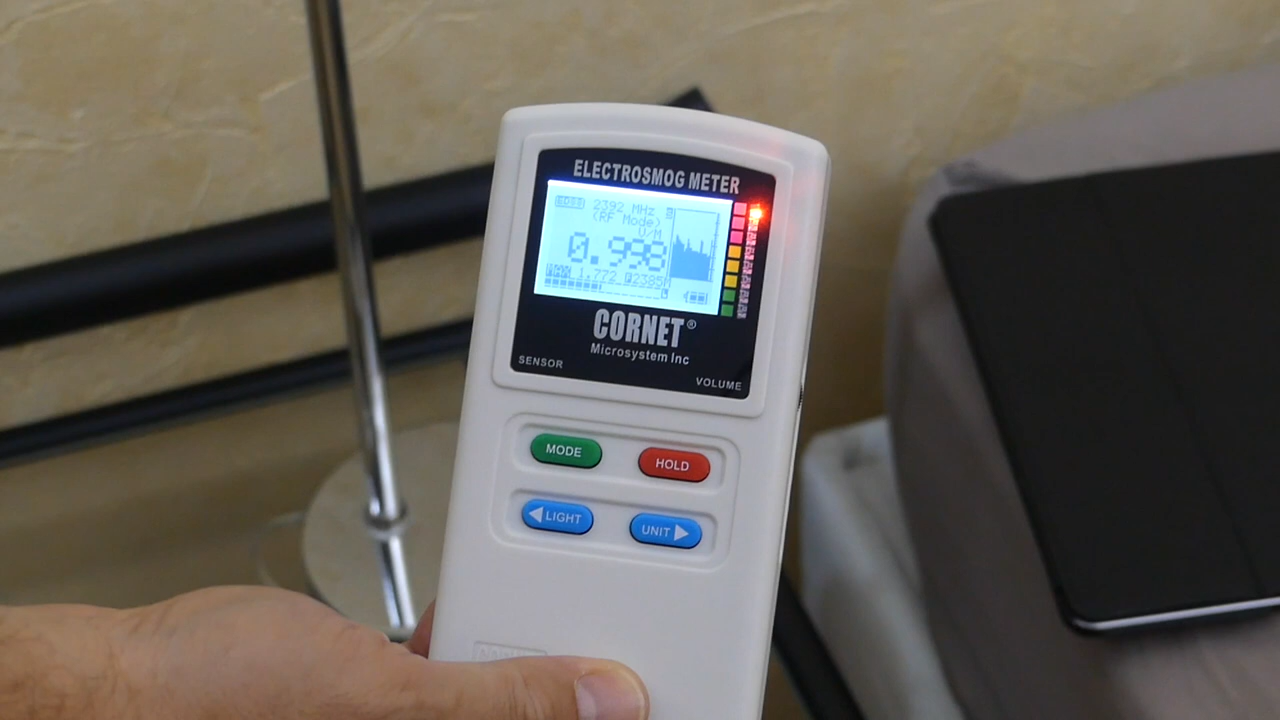 ELECTROSMOG METER
2392 MHz
(RF Mode)
V/M
0.998
1.772 2385
CORNET®
Microsystem Inc
SENSOR
VOLUME
MODE
HOLD
LIGHT
UNIT